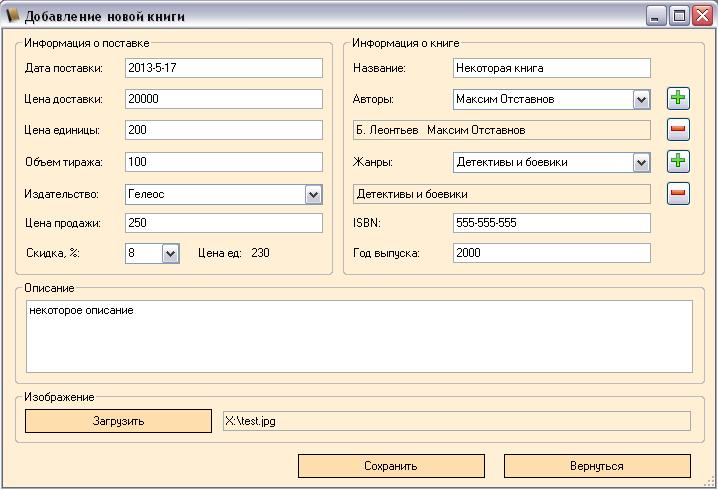 Добавление новой книги
Информация о поставке
Дата поставки: 2013-5-17
Цена доставки: 20000
Цена единицы: 200
Объем тиража: 100
Издательство: Гелеос
Цена продажи: 250
Скидка, %: 8 Цена ед: 230
Информация о книге
Название: Некоторая книга
Авторы: Максим Отставнов
Б. Леонтьев Максим Отставнов
Жанры: Детективы и боевики
Детективы и боевики
ISBN: 555-555-555
Год выпуска: 2000
Описание
некоторое описание
Изображение
Загрузить X:\test.jpg
Сохранить Вернуться